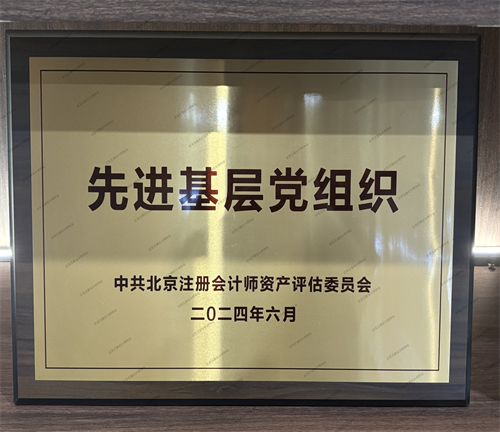 先进基层党组织
中共北京注册会计师资产评估委员会
二〇二四年六月